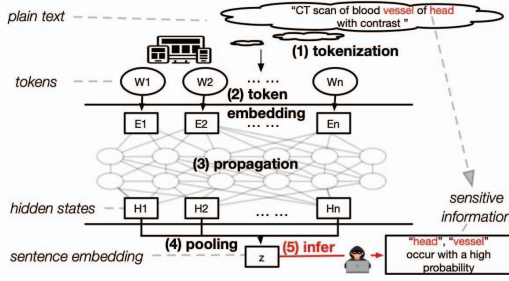 plain text
"CT scan of blood vessel of head
with contrast "
(1) tokenization
tokens
W1 W2 ... ... Wn
(2) token
embedding
E1 E2 ... ... En
(3) propagation
hidden states
H1 H2 ... ... Hn
sensitive
information
(4) pooling
(5) infer
sentence embedding
z
"head", "vessel"
occur with a high
probability